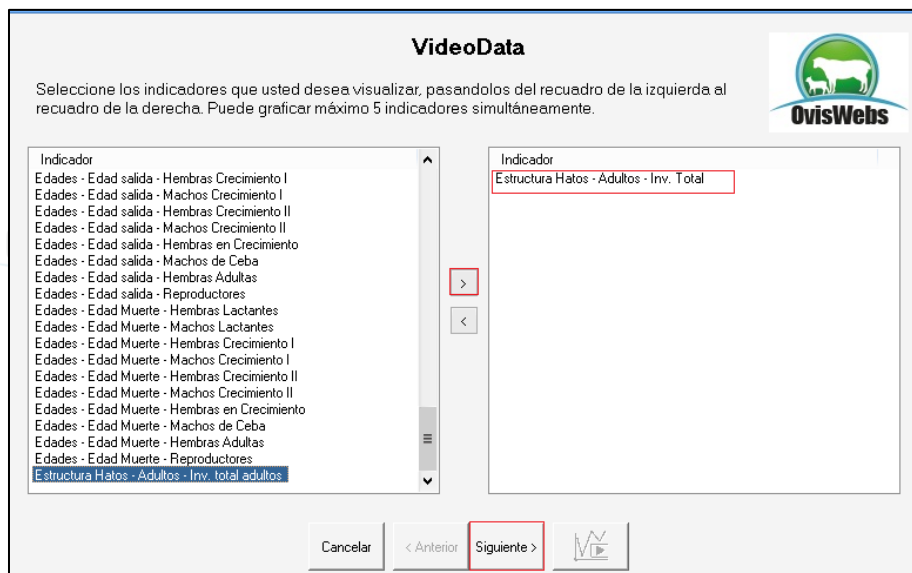 VideoData
Seleccione los indicadores que usted desea visualizar, pasandolos del recuadro de la izquierda al
recuadro de la derecha. Puede graficar máximo 5 indicadores simultáneamente.
OvisWebs
Indicador
Edades - Edad salida - Hembras Crecimiento I
Edades - Edad salida - Machos Crecimiento I
Edades - Edad salida - Hembras Crecimiento II
Edades - Edad salida - Machos Crecimiento II
Edades - Edad salida - Hembras en Crecimiento
Edades - Edad salida - Machos de Ceba
Edades - Edad salida - Hembras Adultas
Edades - Edad salida - Reproductores
Edades - Edad Muerte - Hembras Lactantes
Edades - Edad Muerte - Machos Lactantes
Edades - Edad Muerte - Hembras Crecimiento I
Edades - Edad Muerte - Machos Crecimiento I
Edades - Edad Muerte - Hembras Crecimiento II
Edades - Edad Muerte - Machos Crecimiento II
Edades - Edad Muerte - Hembras en Crecimiento
Edades - Edad Muerte - Machos de Ceba
Edades - Edad Muerte - Hembras Adultas
Edades - Edad Muerte - Reproductores
Estructura Hatos - Adultos - Inv. total adultos
>
<
Indicador
Estructura Hatos - Adultos - Inv. Total
Cancelar
< Anterior
Siguiente >